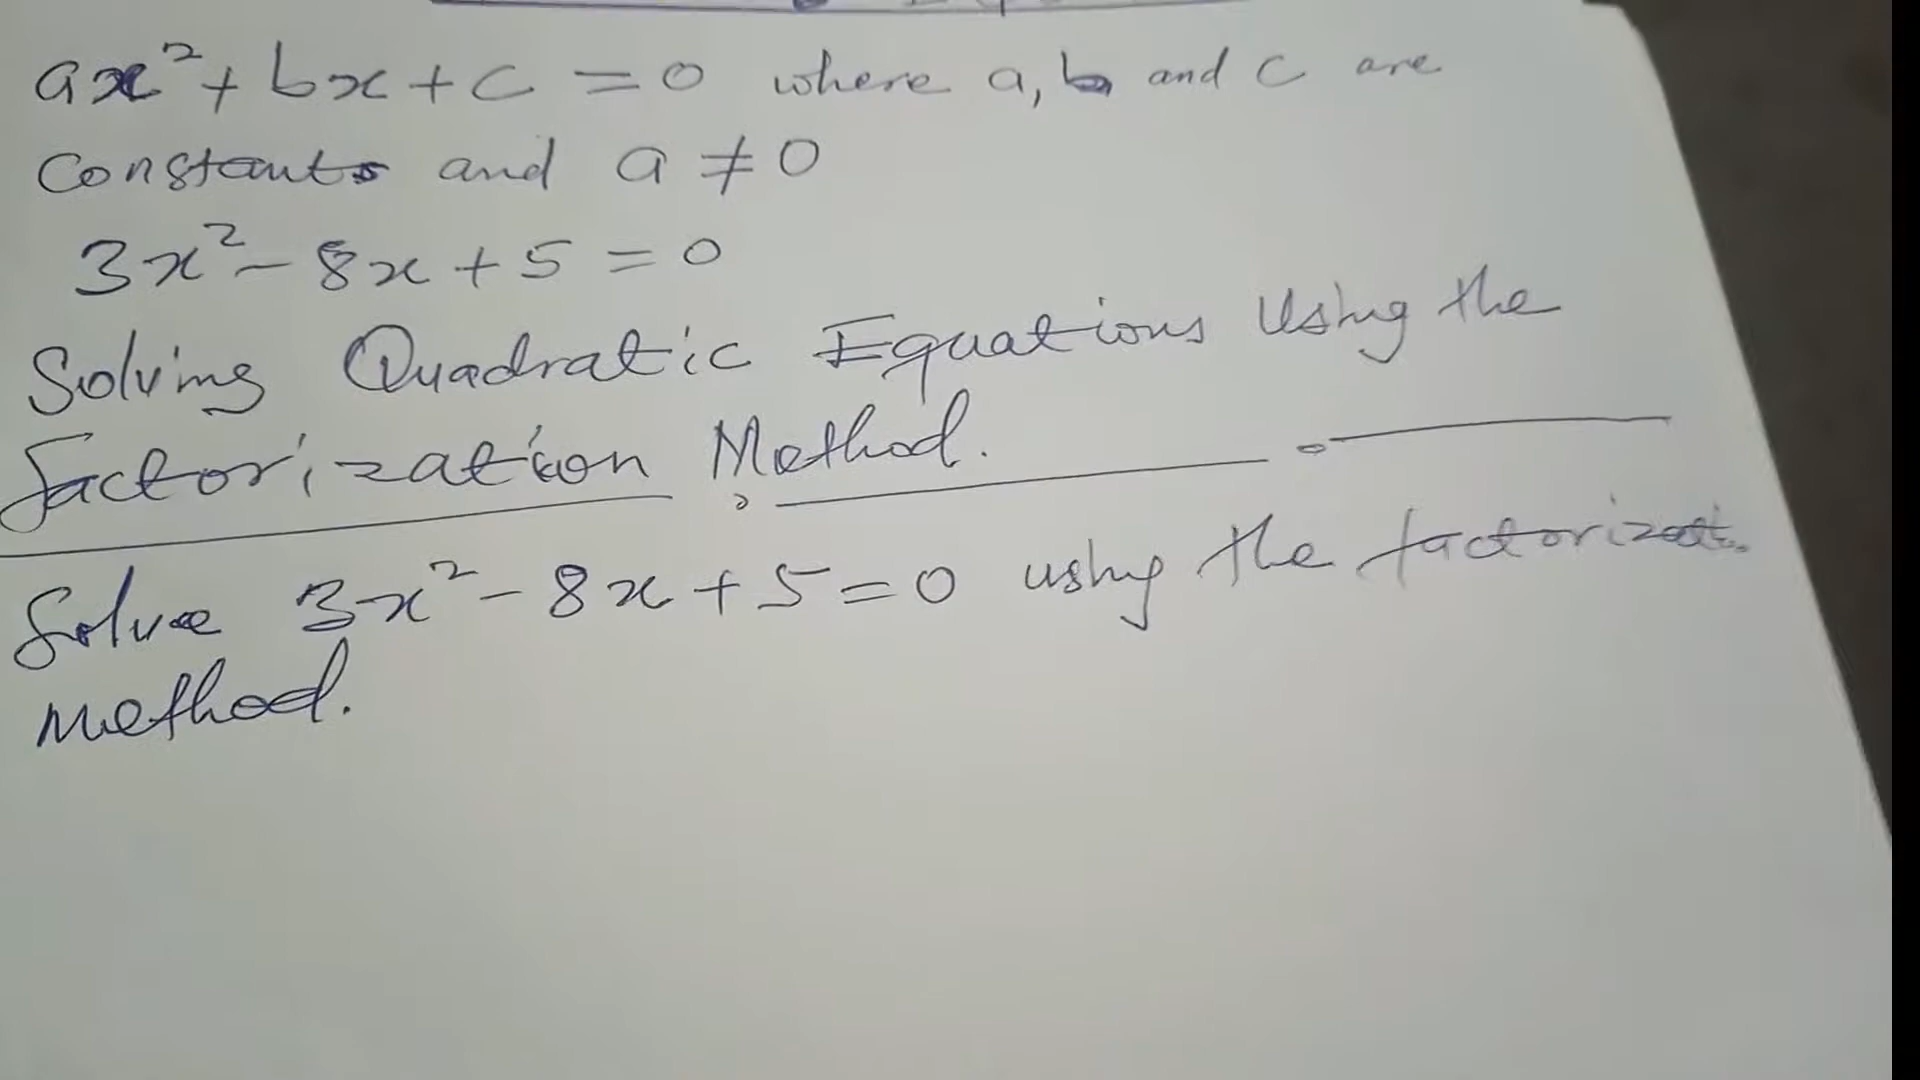 ax² + bx + c = 0 where a, b and c are
Constants and a ≠ 0
3x² - 8x + 5 = 0
Solving Quadratic Equations Using the
Factorization Method.
Solve 3x² - 8x + 5 = 0 using the
method.